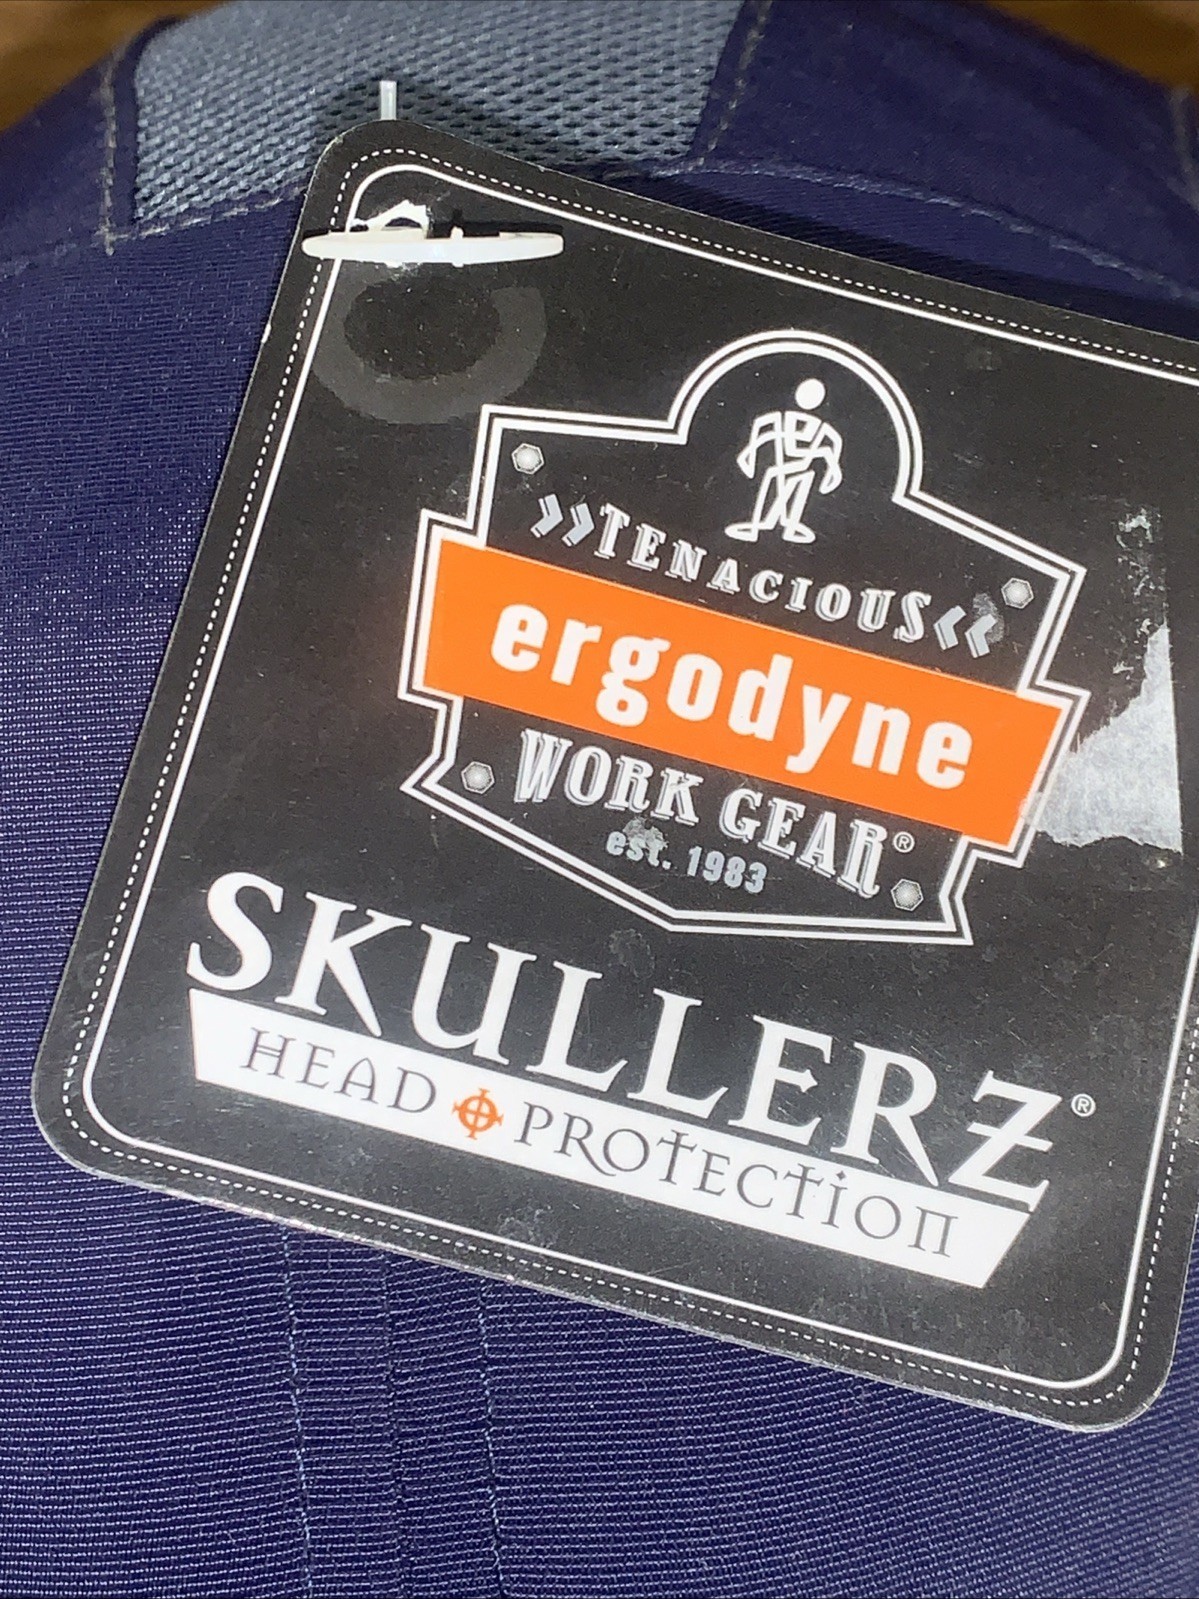 >>TENACIOUS<<
ergodyne
WORK GEAR®
est. 1983
SKULLERZ®
HEAD PROTECTION